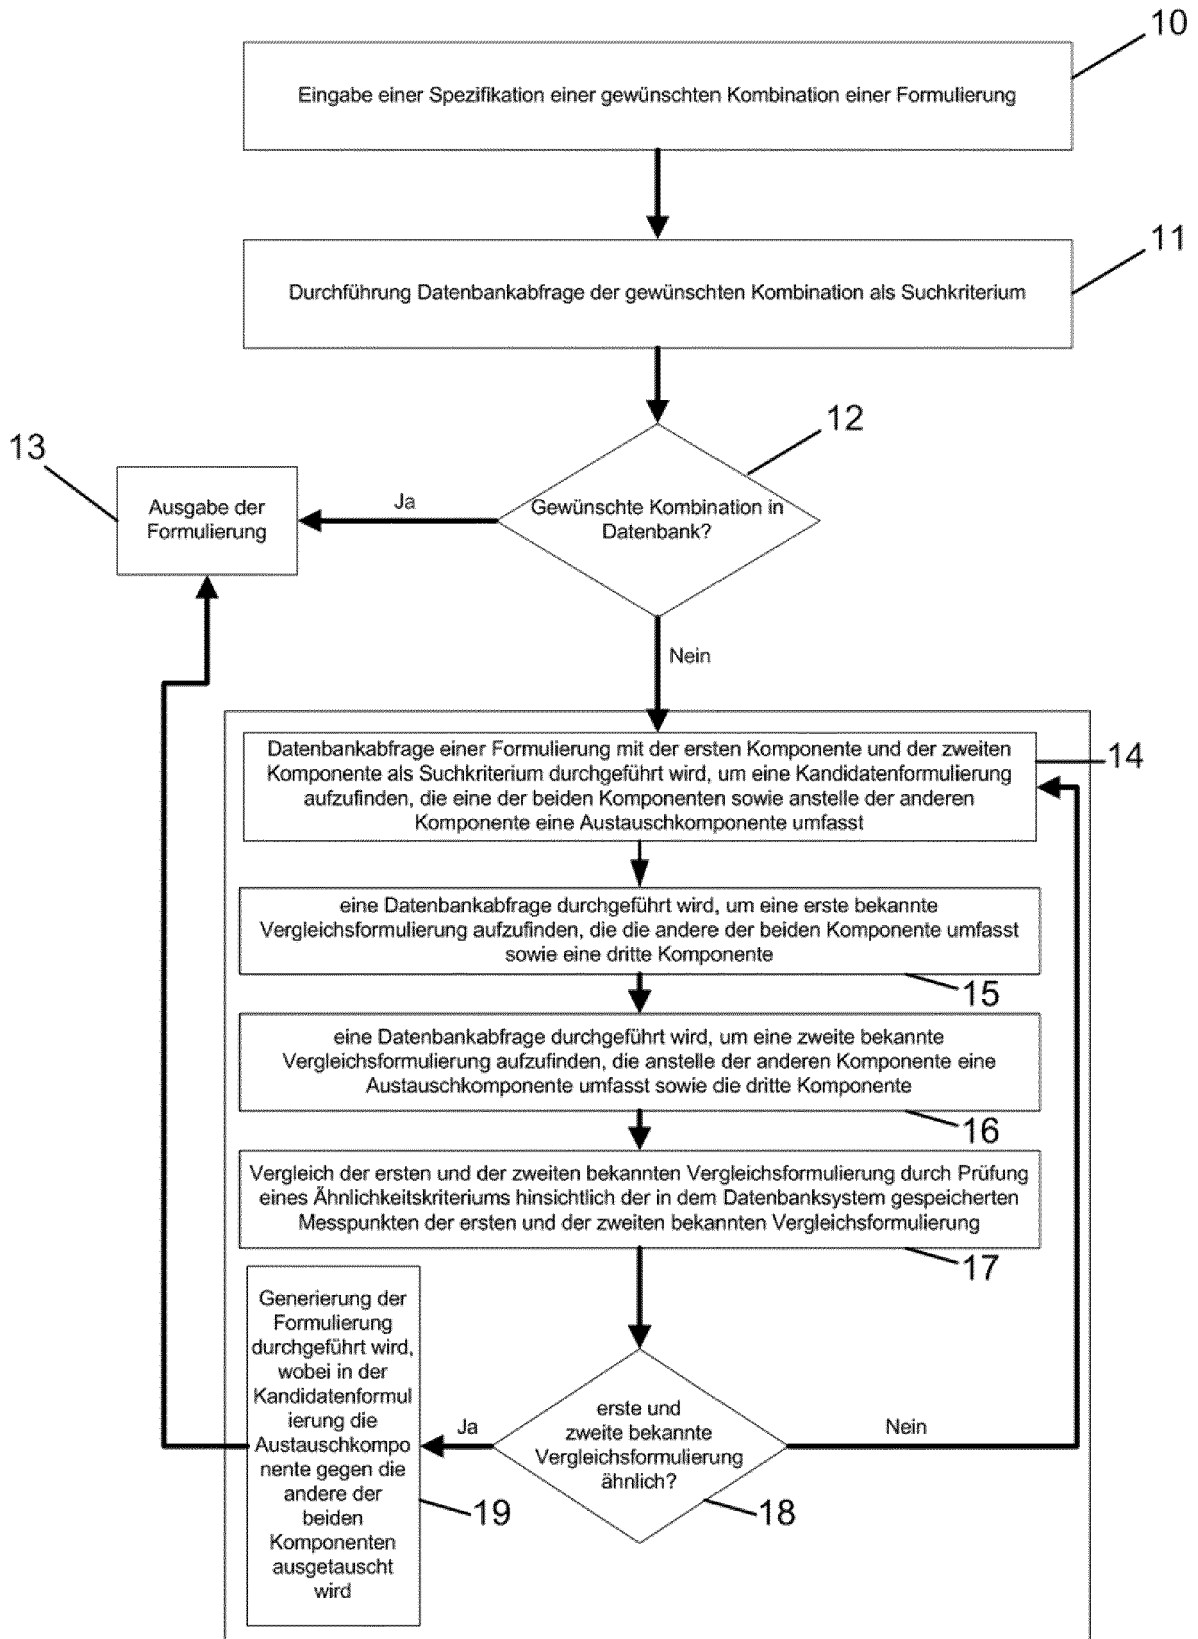 10
Eingabe einer Spezifikation einer gewünschten Kombination einer Formulierung
11
Durchführung Datenbankabfrage der gewünschten Kombination als Suchkriterium
12
Gewünschte Kombination in
Datenbank?
Ja
13
Ausgabe der
Formulierung
Nein
14
Datenbankabfrage einer Formulierung mit der ersten Komponente und der zweiten
Komponente als Suchkriterium durchgeführt wird, um eine Kandidatenformulierung
aufzufinden, die eine der beiden Komponenten sowie anstelle der anderen
Komponente eine Austauschkomponente umfasst
eine Datenbankabfrage durchgeführt wird, um eine erste bekannte
Vergleichsformulierung aufzufinden, die die andere der beiden Komponente umfasst
sowie eine dritte Komponente
15
eine Datenbankabfrage durchgeführt wird, um eine zweite bekannte
Vergleichsformulierung aufzufinden, die anstelle der anderen Komponente eine
Austauschkomponente umfasst sowie die dritte Komponente
16
Vergleich der ersten und der zweiten bekannten Vergleichsformulierung durch Prüfung
eines Ähnlichkeitskriteriums hinsichtlich der in dem Datenbanksystem gespeicherten
Messpunkten der ersten und der zweiten bekannten Vergleichsformulierung
17
erste und
zweite bekannte
Vergleichsformulierung
ähnlich?
18
Ja
Nein
Generierung der
Formulierung
durchgeführt wird,
wobei in der
Kandidatenformul
ierung die
Austauschkompo
nente gegen die
andere der
beiden
Komponenten
ausgetauscht
wird
19